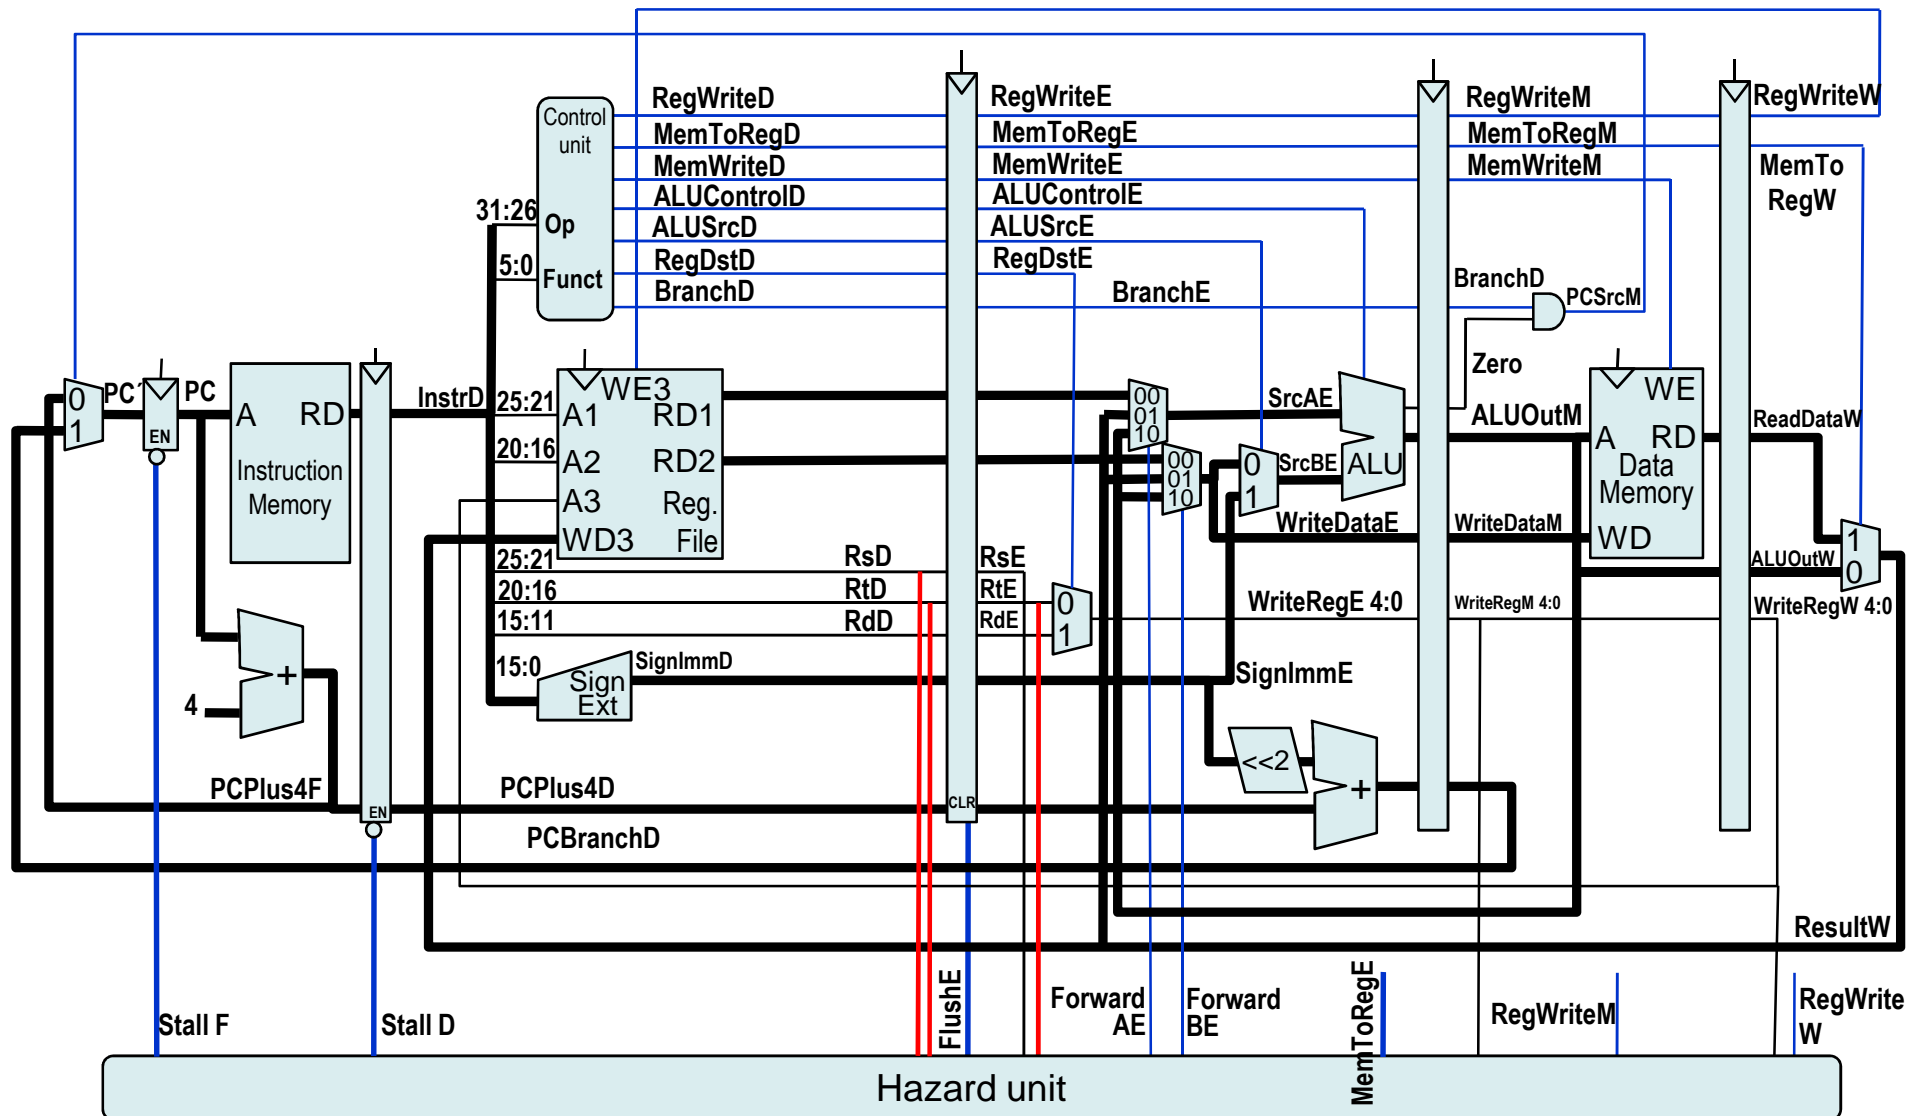 RegWriteD
RegWriteE
RegWriteM
RegWriteW
Control
unit
MemToRegD
MemToRegE
MemToRegM
MemWriteD
MemWriteE
MemWriteM
MemTo
RegW
ALUControlD
ALUControlE
31:26
Op
ALUSrcD
ALUSrcE
5:0
Funct
RegDstD
RegDstE
BranchD
BranchE
BranchD
PCSrcM
Zero
0
1
PC´
EN
PC
A
RD
Instruction
Memory
InstrD
25:21
20:16
WE3
A1
RD1
A2
RD2
A3
Reg.
WD3
File
00
01
10
00
01
10
SrcAE
0
1
SrcBE
ALU
ALUOutM
WE
A
RD
Data
Memory
WD
ReadDataW
WriteDataE
WriteDataM
1
0
ALUOutW
25:21
RsD
RsE
20:16
RtD
RtE
15:11
RdD
RdE
0
1
WriteRegE 4:0
WriteRegM 4:0
WriteRegW 4:0
15:0
Sign
Ext
SignImmD
SignImmE
+
4
<<2
+
PCPlus4F
EN
PCPlus4D
CLR
PCBranchD
ResultW
Stall F
Stall D
FlushE
Forward
AE
Forward
BE
MemToRegE
RegWriteM
RegWrite
W
Hazard unit